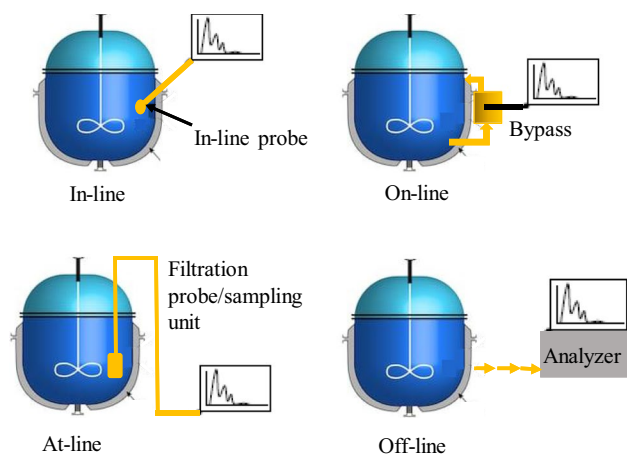 In-line probe
In-line
Bypass
On-line
Filtration
probe/sampling
unit
At-line
Analyzer
Off-line